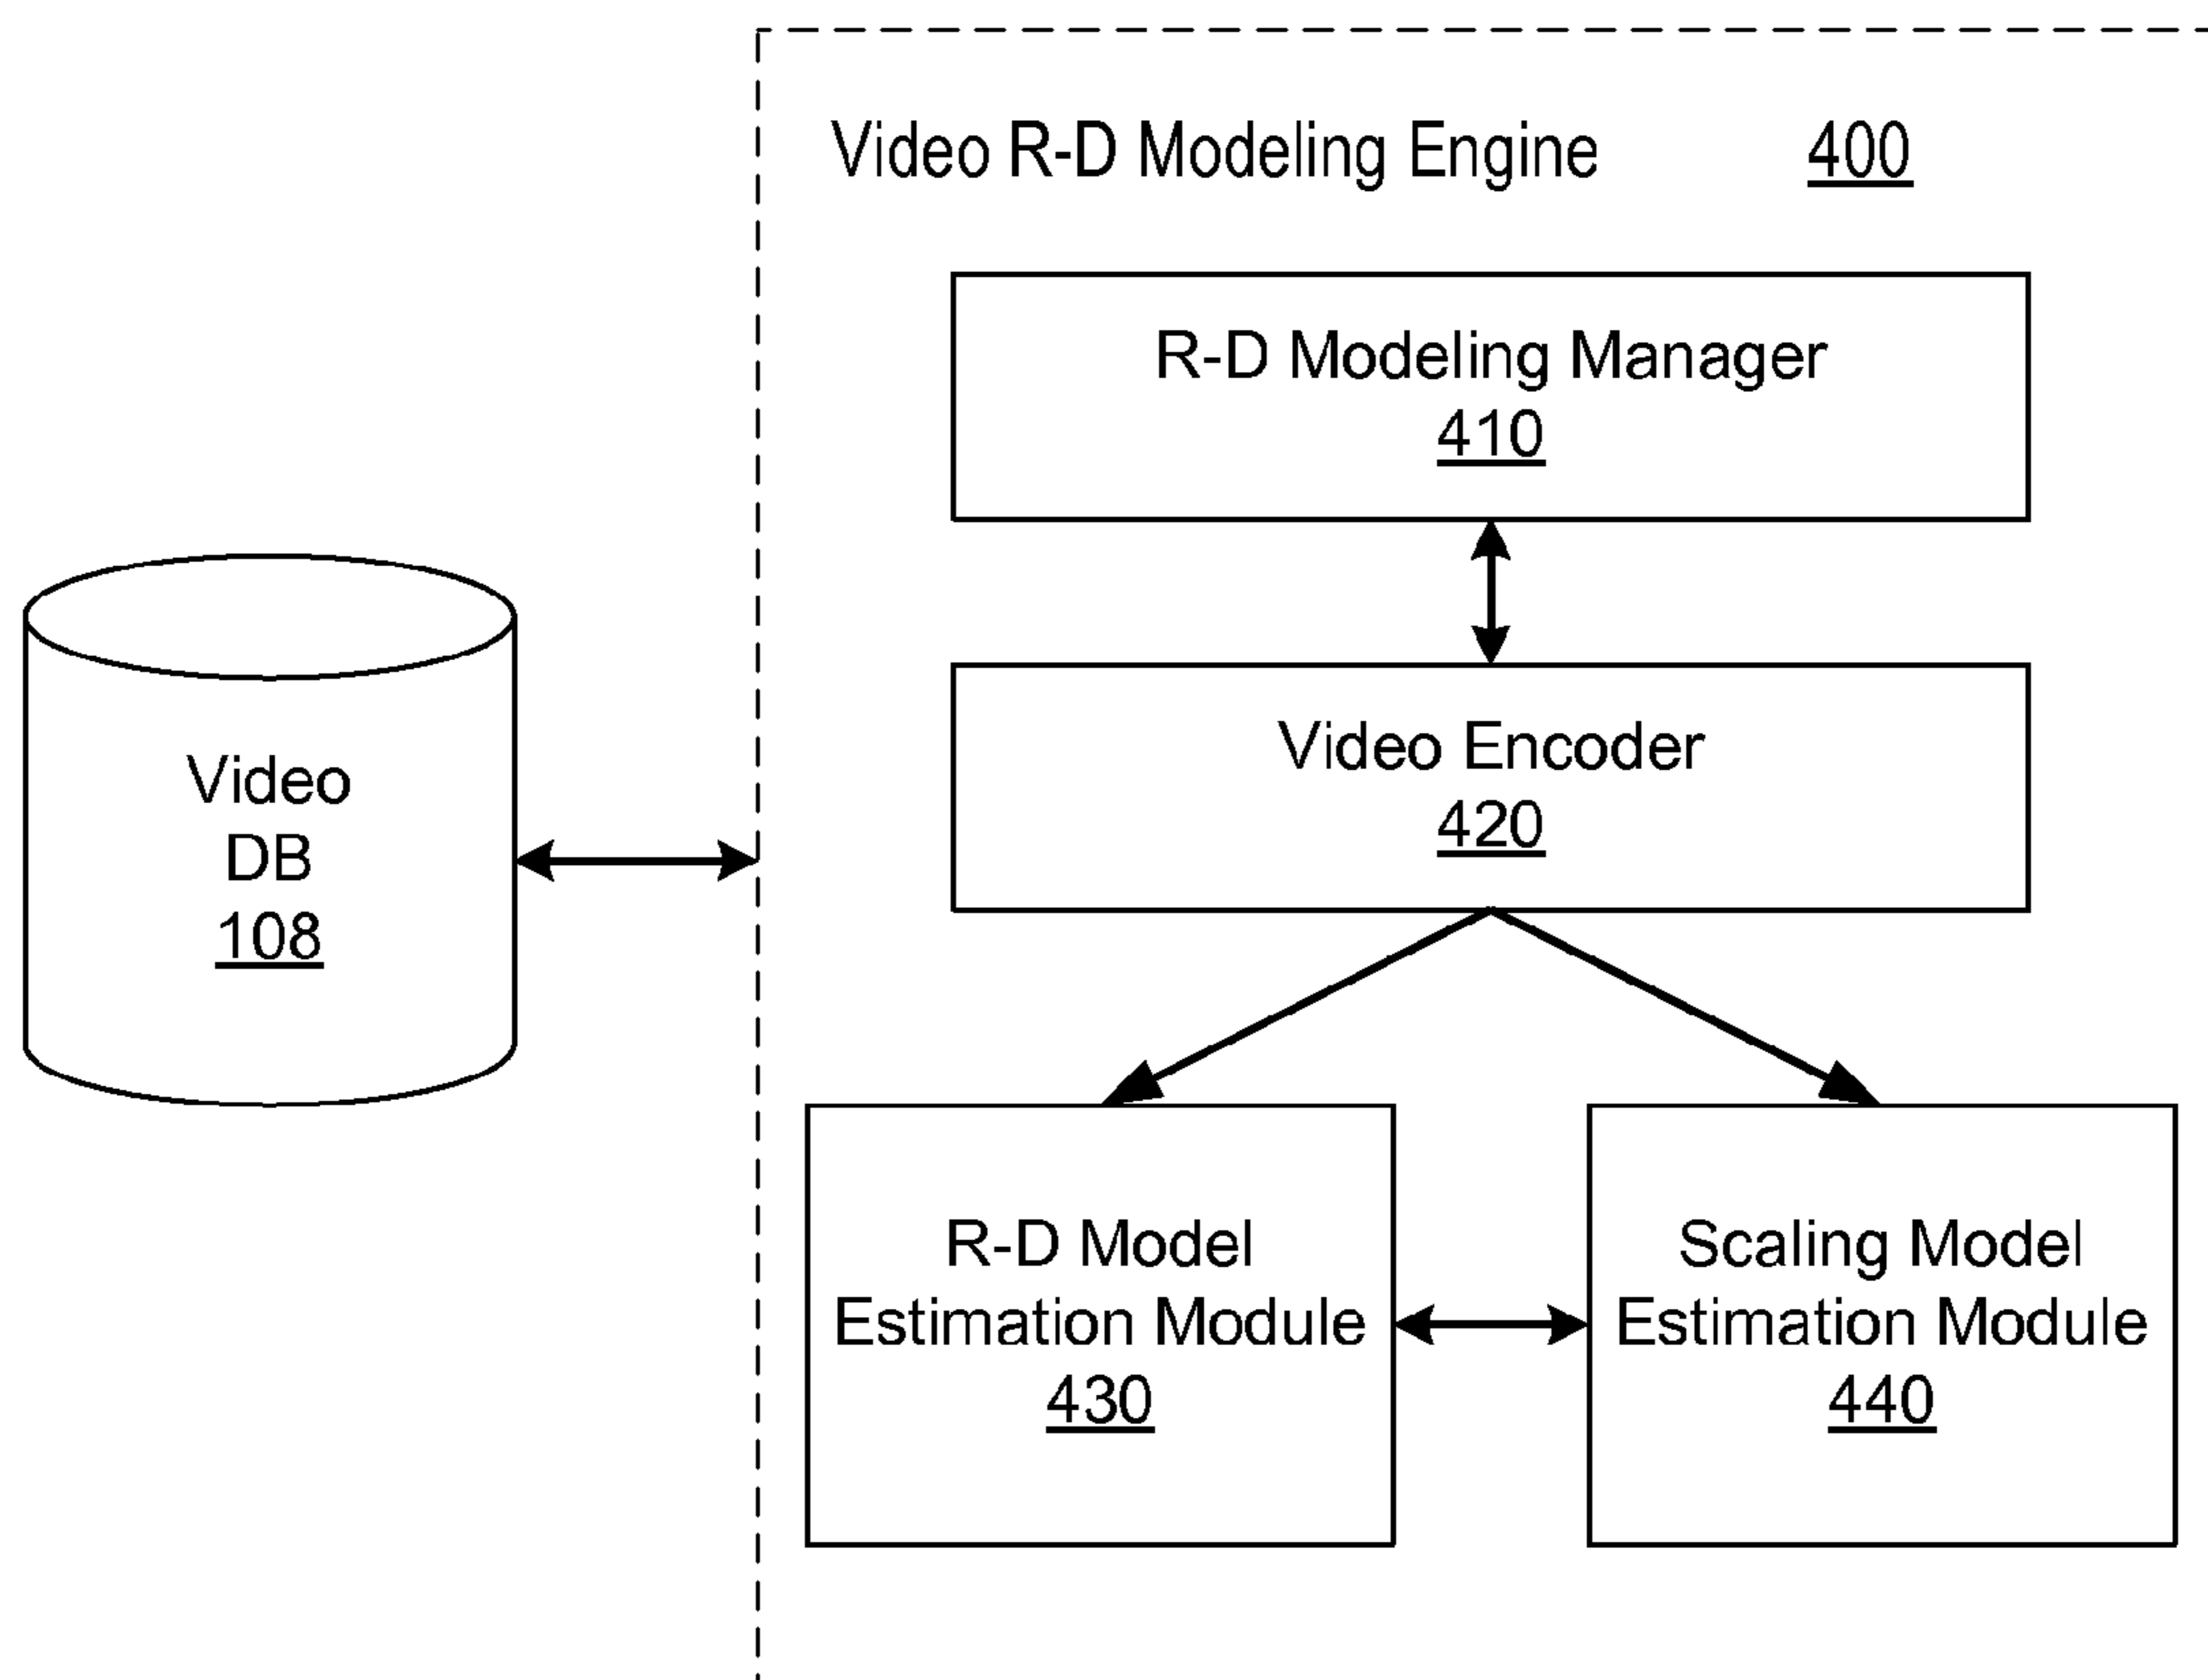 Video R-D Modeling Engine 400
R-D Modeling Manager
410
Video Encoder
420
Video
DB
108
R-D Model
Estimation Module
430
Scaling Model
Estimation Module
440